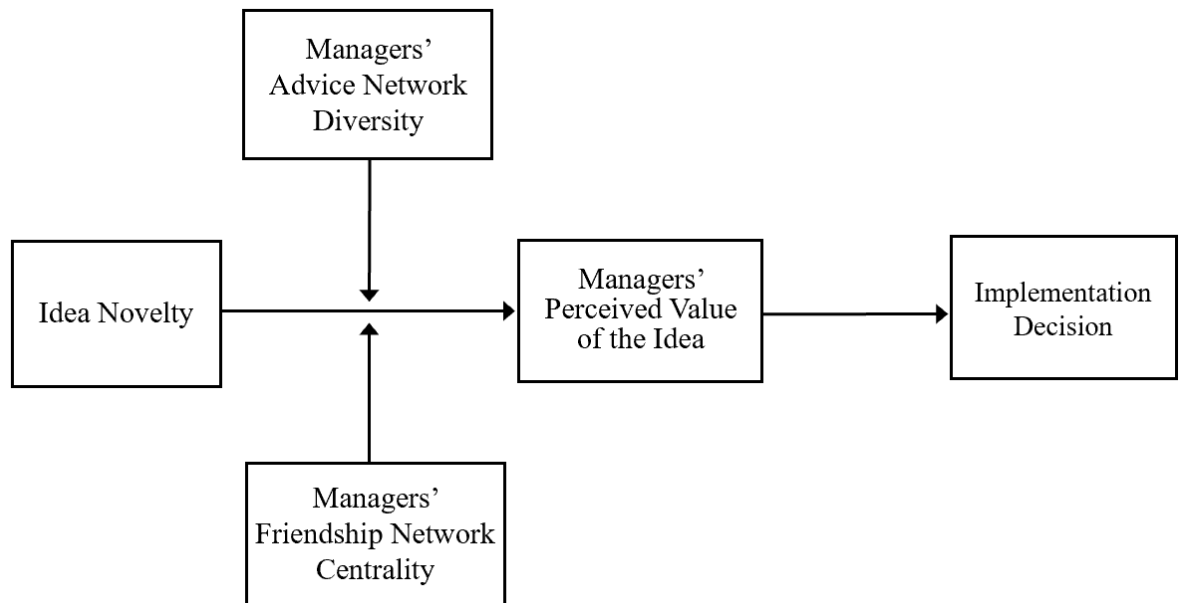 Managers’
Advice Network
Diversity
Idea Novelty
Managers’
Perceived Value
of the Idea
Implementation
Decision
Managers’
Friendship Network
Centrality